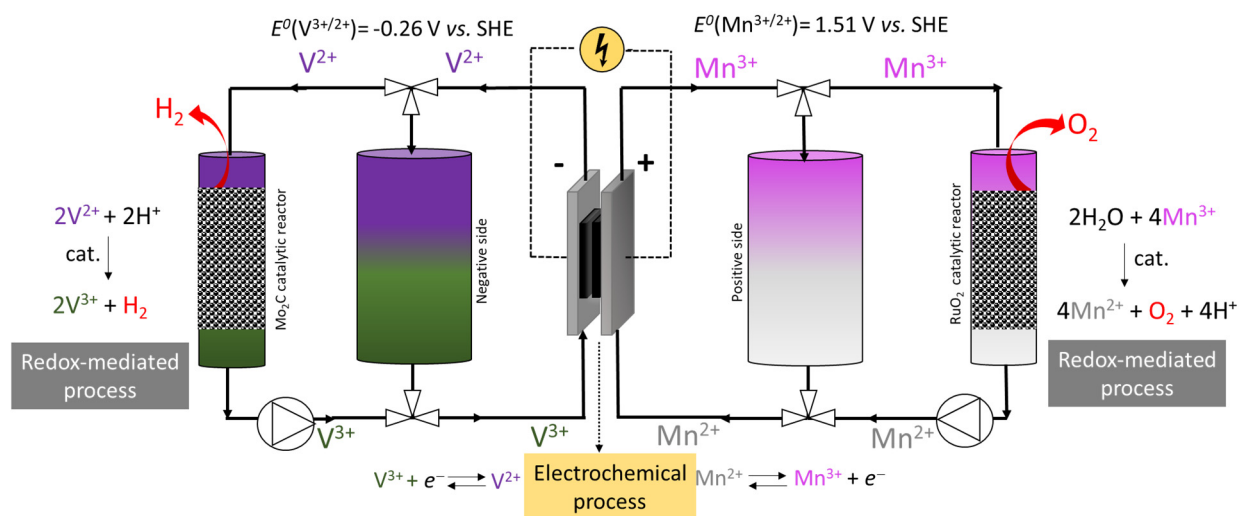 E⁰(V³⁺/²⁺)= -0.26 V vs. SHE
E⁰(Mn³⁺/²⁺)= 1.51 V vs. SHE
V²⁺
V²⁺
Mn³⁺
Mn³⁺
H₂
O₂
-
+
2V²⁺ + 2H⁺
cat.
2V³⁺ + H₂
Mo₂C catalytic reactor
Negative side
Positive side
RuO₂ catalytic reactor
2H₂O + 4Mn³⁺
cat.
4Mn²⁺ + O₂ + 4H⁺
Redox-mediated
process
Redox-mediated
process
V³⁺
V³⁺
Mn²⁺
Mn²⁺
V³⁺ + e⁻ ⇄ V²⁺
Electrochemical
process
Mn²⁺ ⇄ Mn³⁺ + e⁻